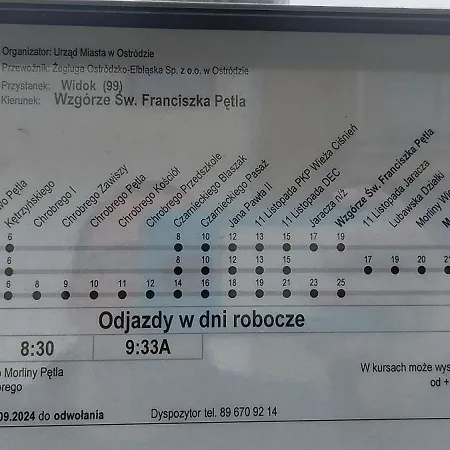 Organizator: Urząd Miasta w Ostródzie
Przewoźnik: Żegluga Ostródzko-Elbląska Sp. z o.o. w Ostródzie
Przystanek: Widok (99)
Kierunek: Wzgórze Św. Franciszka Pętla
Pętla
Kętrzyńskiego
Chrobrego I
Chrobrego Zawiszy
Chrobrego Pętla
Chrobrego Kościół
Chrobrego Przedszkole
Czarnieckiego Blaszak
Czarnieckiego Pasaż
Jana Pawła II
11 Listopada PKP Wieża Ciśnień
11 Listopada DEC
Jaracza n/ż
Wzgórze Św. Franciszka Pętla
11 Listopada Jaracza
Lubawska Działki
Morliny
6 8 10 12 13 15 17 19
6 8 10 12 13 15 17 19 20 21
6 8 9 10 11 12 14 16 18 19 21 23 25
Odjazdy w dni robocze
8:30 9:33A
Morliny Pętla
brego
W kursach może wys
od +
09.2024 do odwołania
Dyspozytor tel. 89 670 92 14